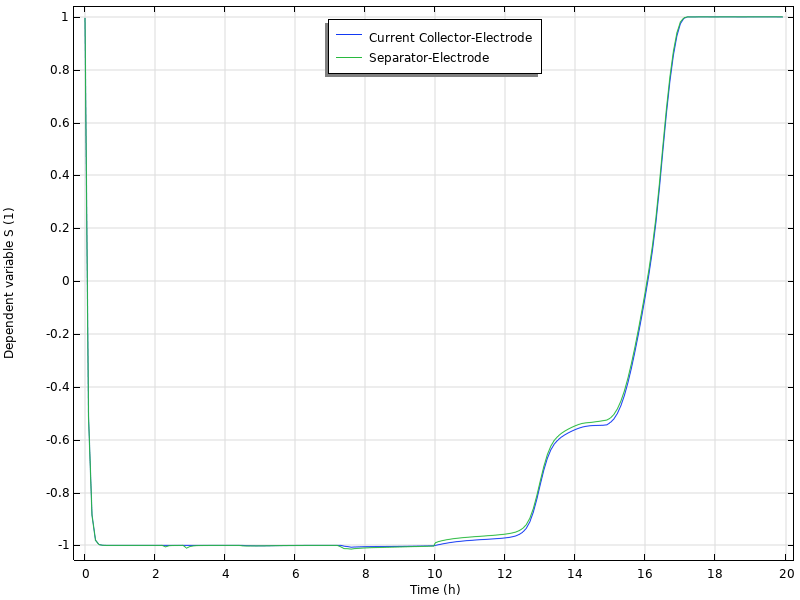 Current Collector-Electrode
Separator-Electrode
1
0.8
0.6
0.4
0.2
0
-0.2
-0.4
-0.6
-0.8
-1
Dependent variable S (1)
0 2 4 6 8 10 12 14 16 18 20
Time (h)